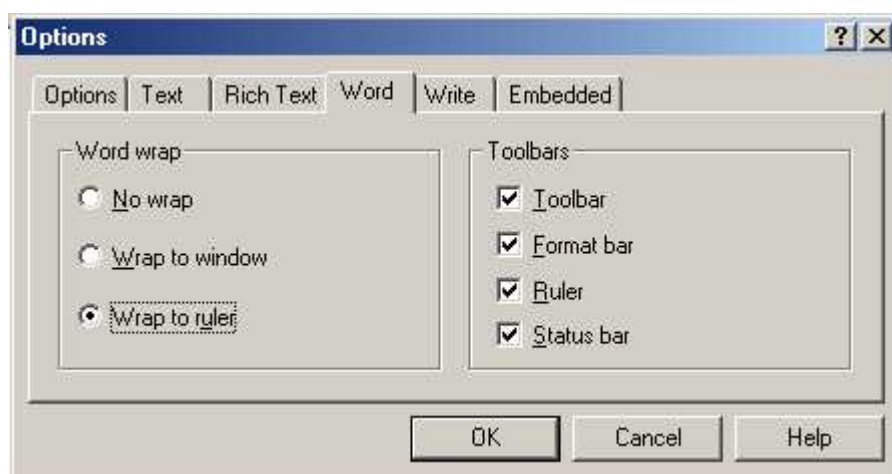 Options
Options Text Rich Text Word Write Embedded
Word wrap
No wrap
Wrap to window
Wrap to ruler
Toolbars
Toolbar
Format bar
Ruler
Status bar
OK Cancel Help